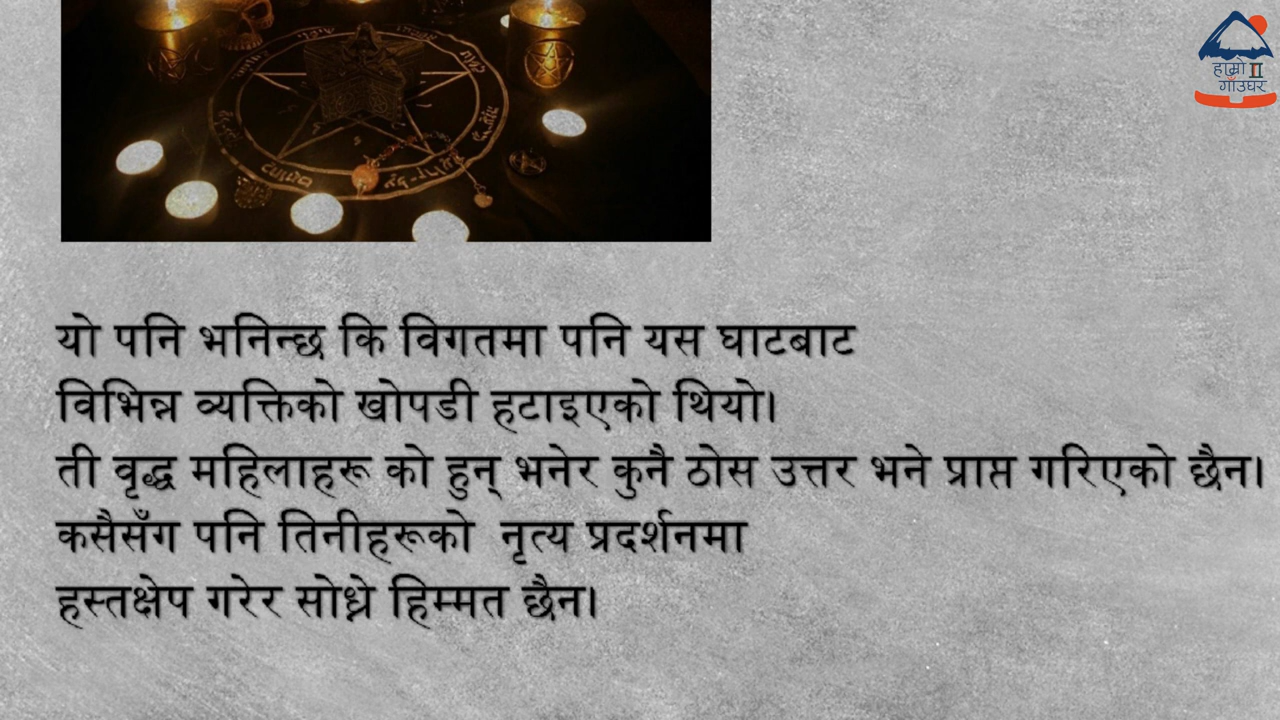 हाम्रो
गाँउघर
यो पनि भनिन्छ कि विगतमा पनि यस घाटबाट
विभिन्न व्यक्तिको खोपडी हटाइएको थियो।
ती वृद्ध महिलाहरू को हुन् भनेर कुनै ठोस उत्तर भने प्राप्त गरिएको छैन।
कसैसँग पनि तिनीहरूको नृत्य प्रदर्शनमा
हस्तक्षेप गरेर सोध्ने हिम्मत छैन।